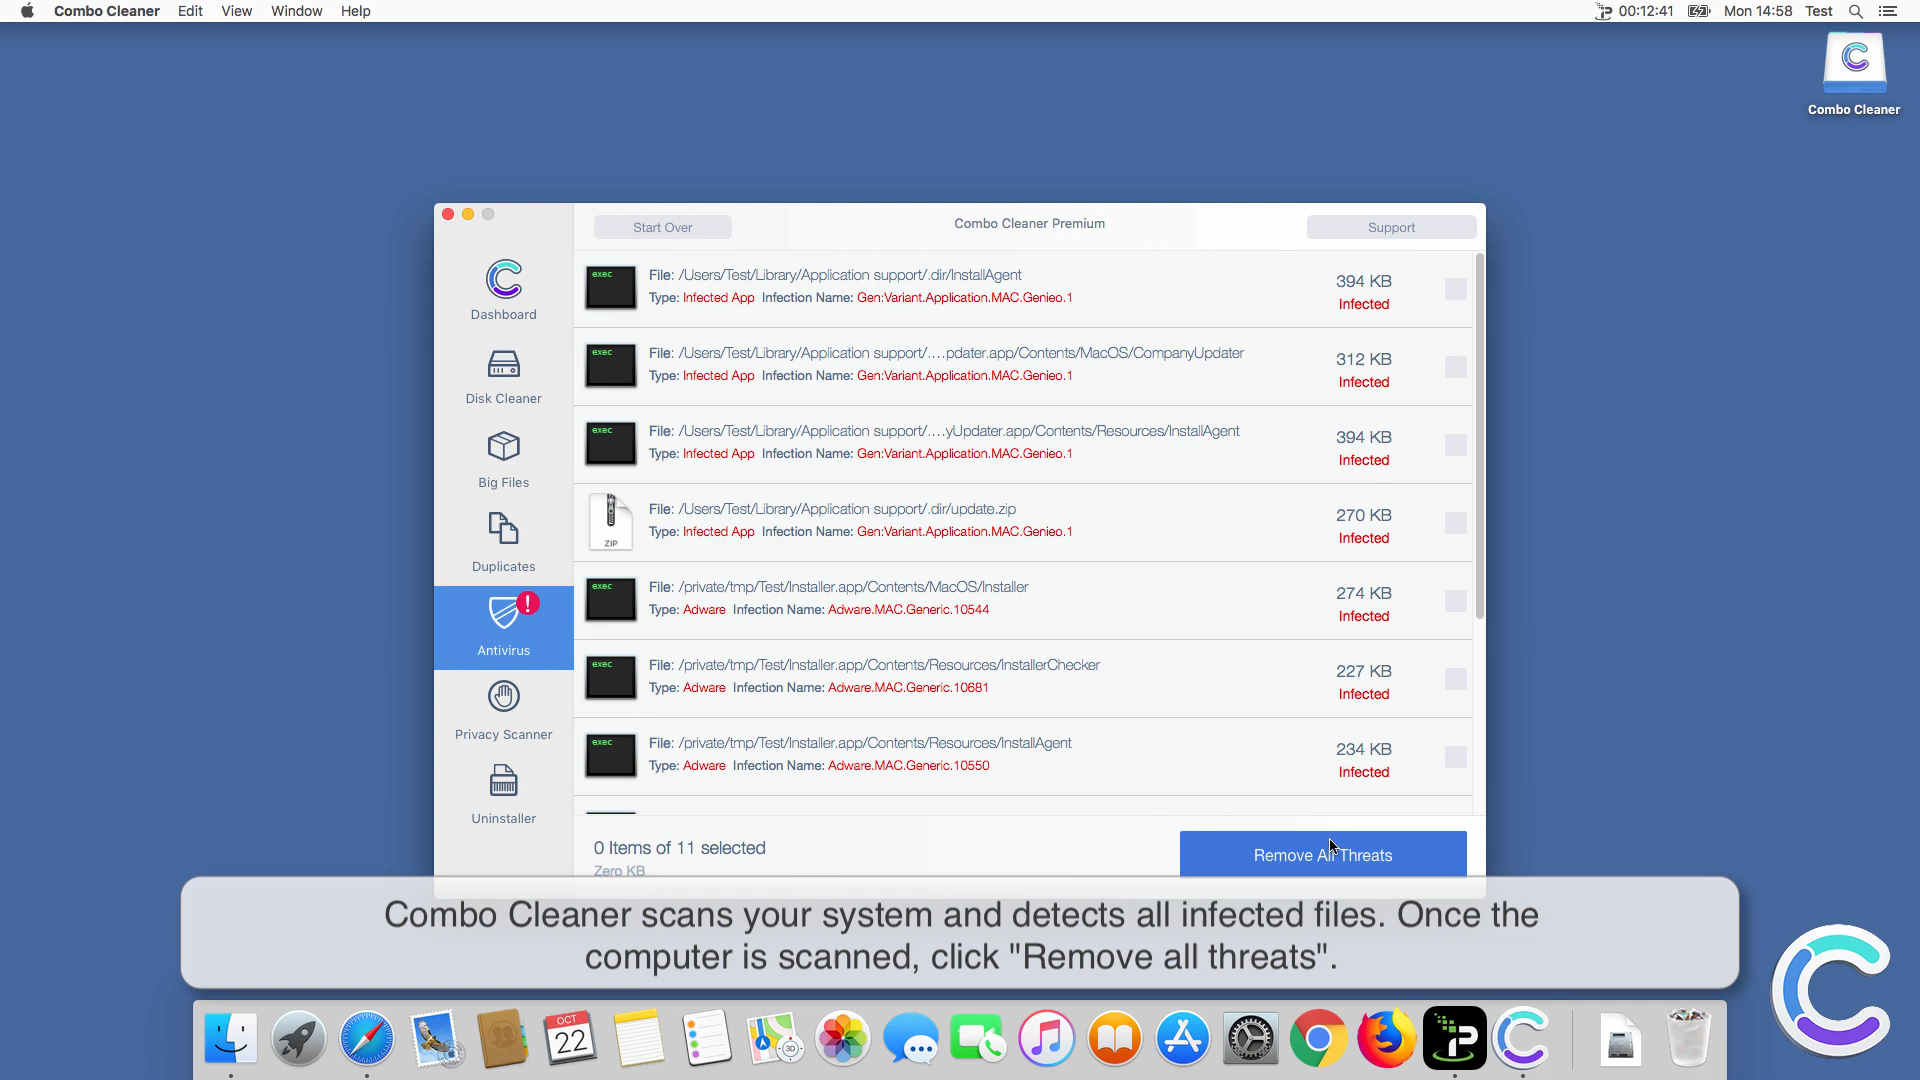 Combo Cleaner Edit View Window Help 00:12:41 Mon 14:58 Test
Combo Cleaner
Start Over Combo Cleaner Premium Support
Dashboard
Disk Cleaner
Big Files
Duplicates
!
Antivirus
Privacy Scanner
Uninstaller
exec
File: /Users/Test/Library/Application support/.dir/InstallAgent
Type: Infected App Infection Name: Gen:Variant.Application.MAC.Genieo.1
394 KB
Infected
exec
File: /Users/Test/Library/Application support/....pdater.app/Contents/MacOS/CompanyUpdater
Type: Infected App Infection Name: Gen:Variant.Application.MAC.Genieo.1
312 KB
Infected
exec
File: /Users/Test/Library/Application support/....yUpdater.app/Contents/Resources/InstallAgent
Type: Infected App Infection Name: Gen:Variant.Application.MAC.Genieo.1
394 KB
Infected
ZIP
File: /Users/Test/Library/Application support/.dir/update.zip
Type: Infected App Infection Name: Gen:Variant.Application.MAC.Genieo.1
270 KB
Infected
exec
File: /private/tmp/Test/Installer.app/Contents/MacOS/Installer
Type: Adware Infection Name: Adware.MAC.Generic.10544
274 KB
Infected
exec
File: /private/tmp/Test/Installer.app/Contents/Resources/InstallerChecker
Type: Adware Infection Name: Adware.MAC.Generic.10681
227 KB
Infected
exec
File: /private/tmp/Test/Installer.app/Contents/Resources/InstallAgent
Type: Adware Infection Name: Adware.MAC.Generic.10550
234 KB
Infected
0 Items of 11 selected
Zero KB
Remove All Threats
Combo Cleaner scans your system and detects all infected files. Once the
computer is scanned, click "Remove all threats".
OCT
22
3D